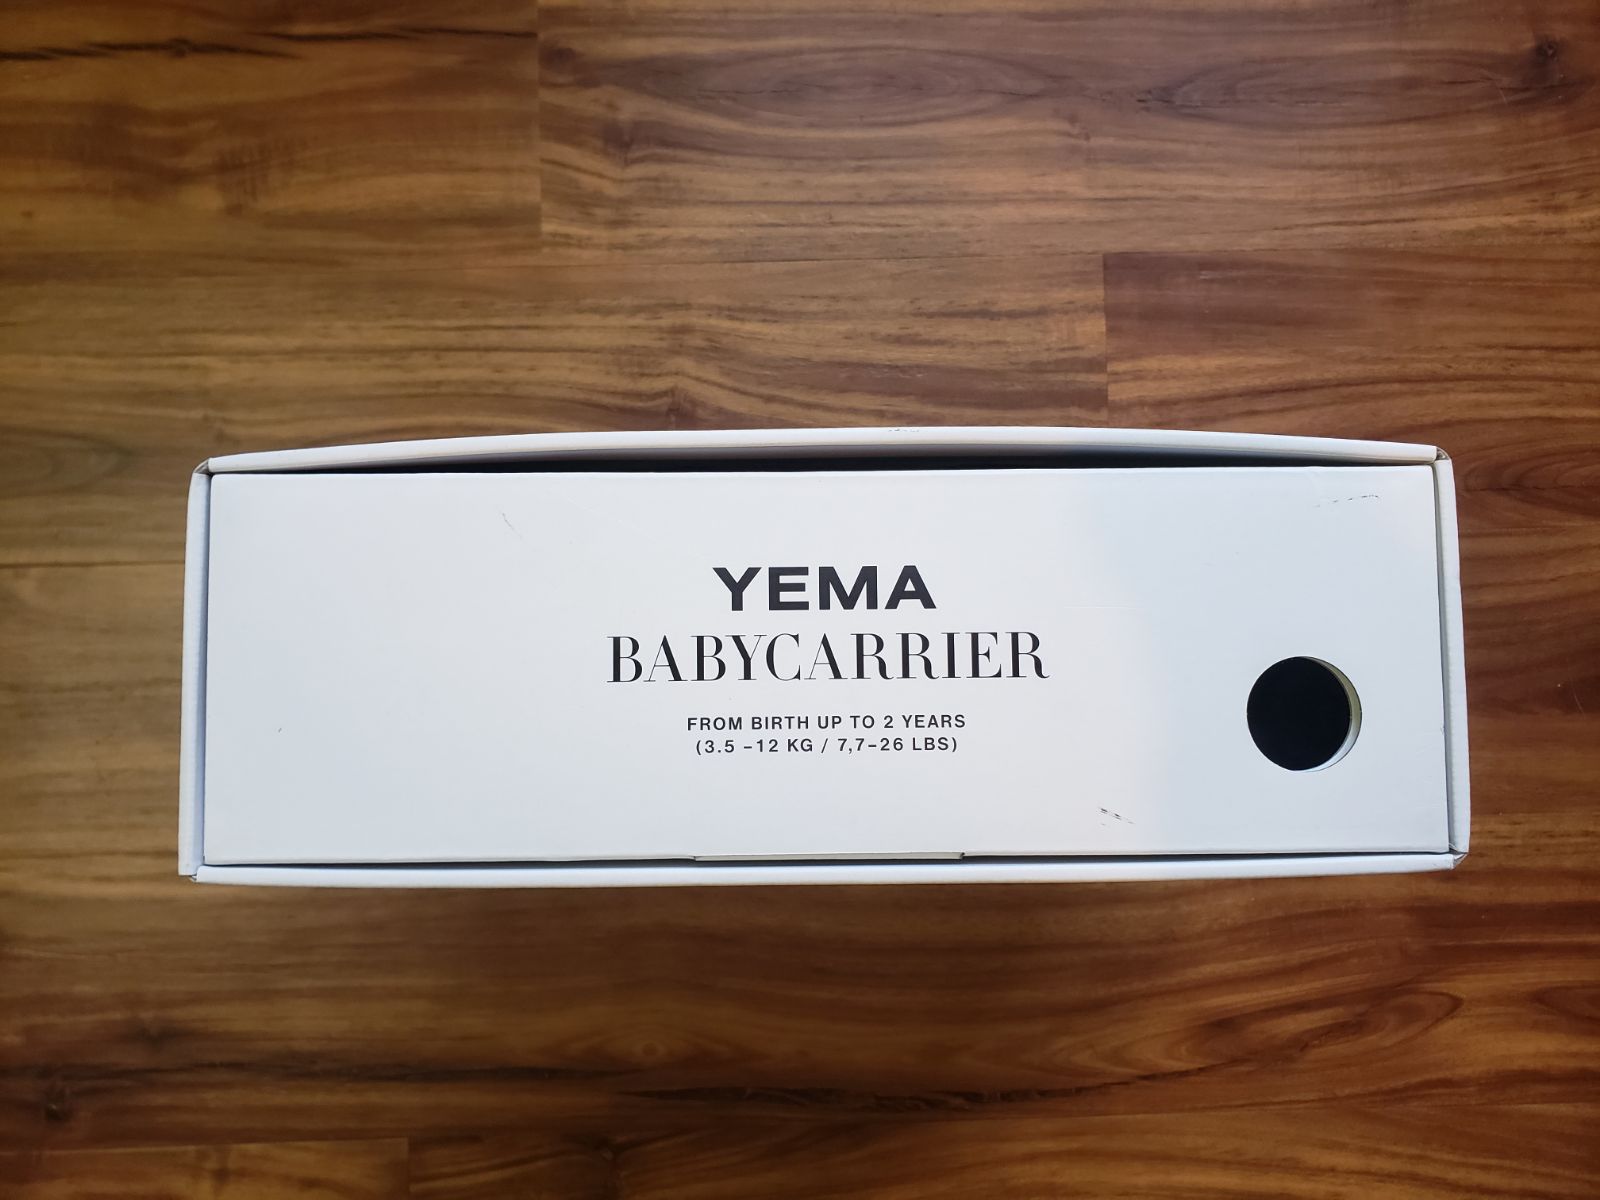 YEMA
BABYCARRIER
FROM BIRTH UP TO 2 YEARS
(3.5 –12 KG / 7,7–26 LBS)